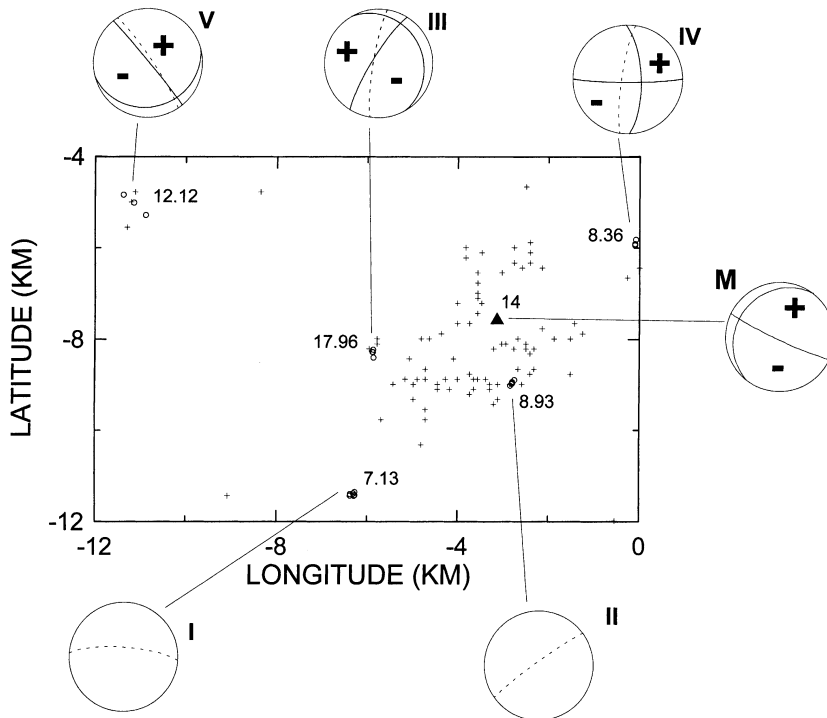 V
III
IV
+
-
+
-
+
-
-4
12.12
8.36
M
14
+
-
17.96
-8
8.93
7.13
-12
-12
-8
-4
0
LATITUDE (KM)
LONGITUDE (KM)
I
II